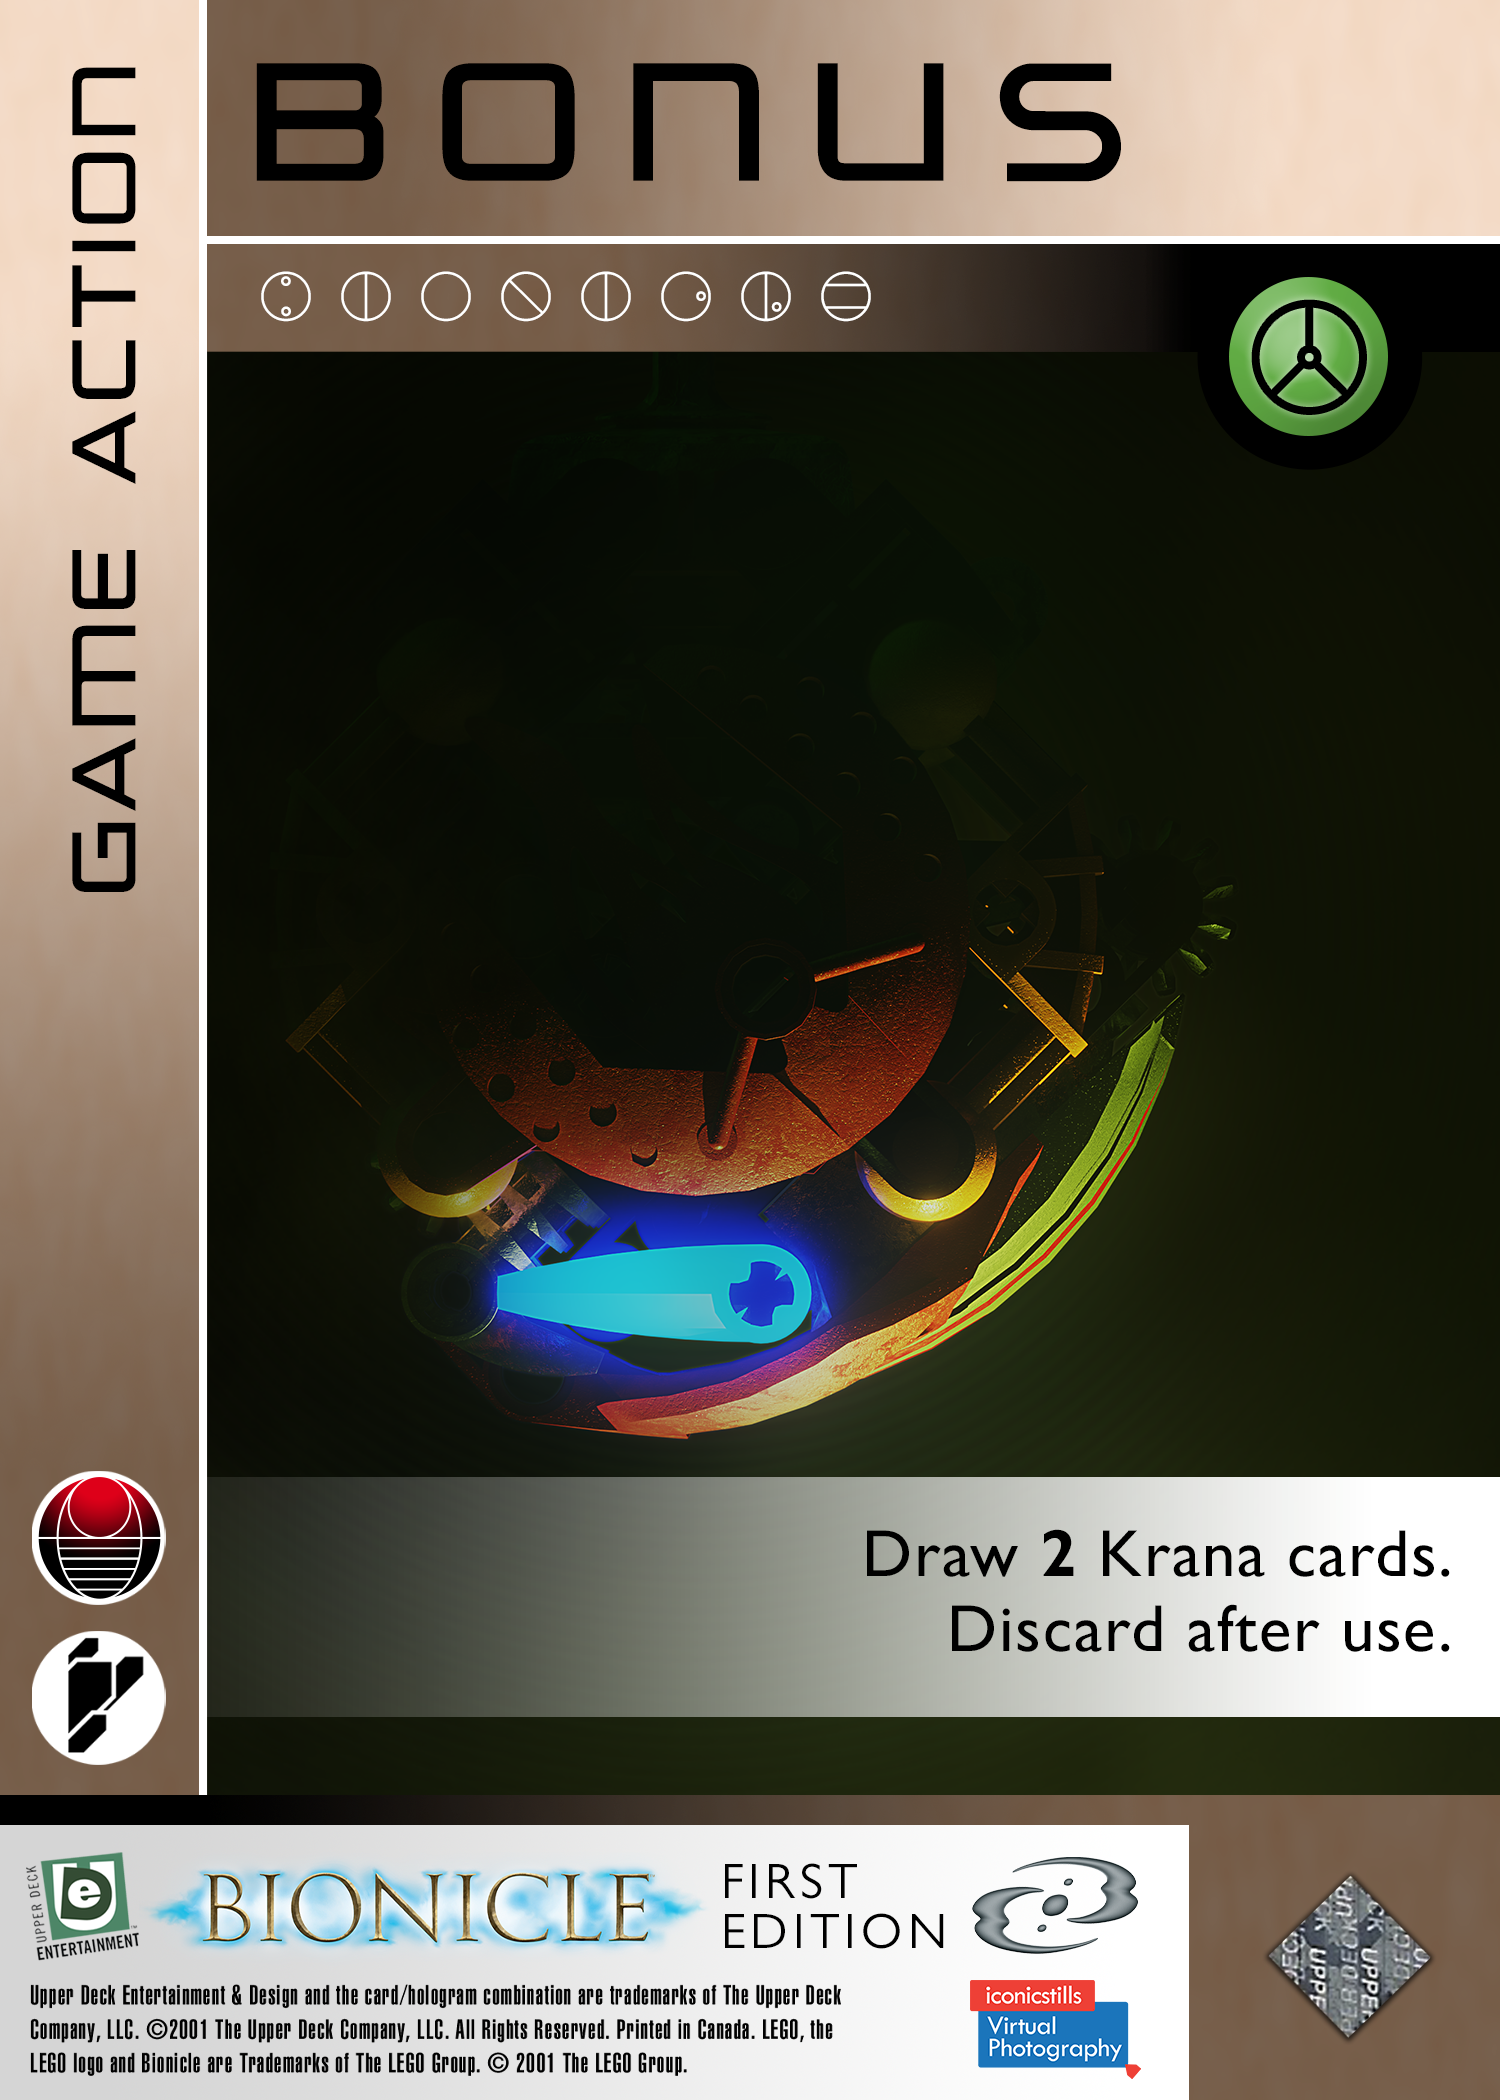 BONUS
GAME ACTION
Draw 2 Krana cards.
Discard after use.
UPPER DECK
ENTERTAINMENT
BIONICLE
FIRST
EDITION
iconicstills
Virtual
Photography
Upper Deck Entertainment & Design and the card/hologram combination are trademarks of The Upper Deck
Company, LLC. ©2001 The Upper Deck Company, LLC. All Rights Reserved. Printed in Canada. LEGO, the
LEGO logo and Bionicle are Trademarks of The LEGO Group. © 2001 The LEGO Group.